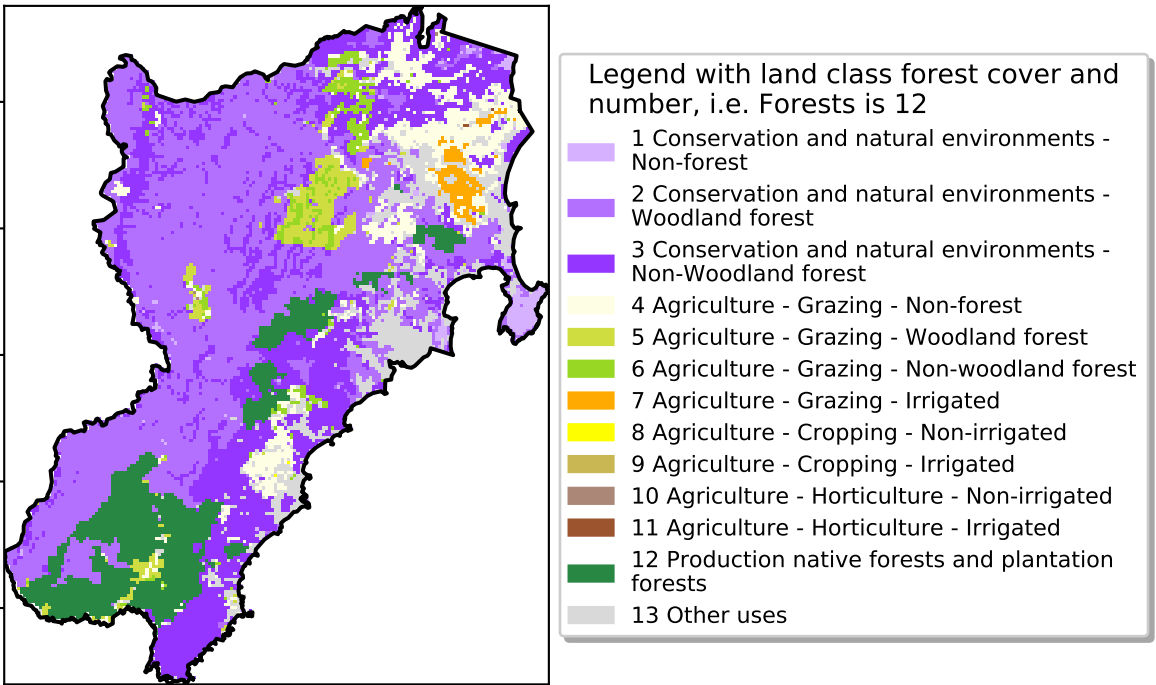 Legend with land class forest cover and
number, i.e. Forests is 12
1 Conservation and natural environments -
Non-forest
2 Conservation and natural environments -
Woodland forest
3 Conservation and natural environments -
Non-Woodland forest
4 Agriculture - Grazing - Non-forest
5 Agriculture - Grazing - Woodland forest
6 Agriculture - Grazing - Non-woodland forest
7 Agriculture - Grazing - Irrigated
8 Agriculture - Cropping - Non-irrigated
9 Agriculture - Cropping - Irrigated
10 Agriculture - Horticulture - Non-irrigated
11 Agriculture - Horticulture - Irrigated
12 Production native forests and plantation
forests
13 Other uses